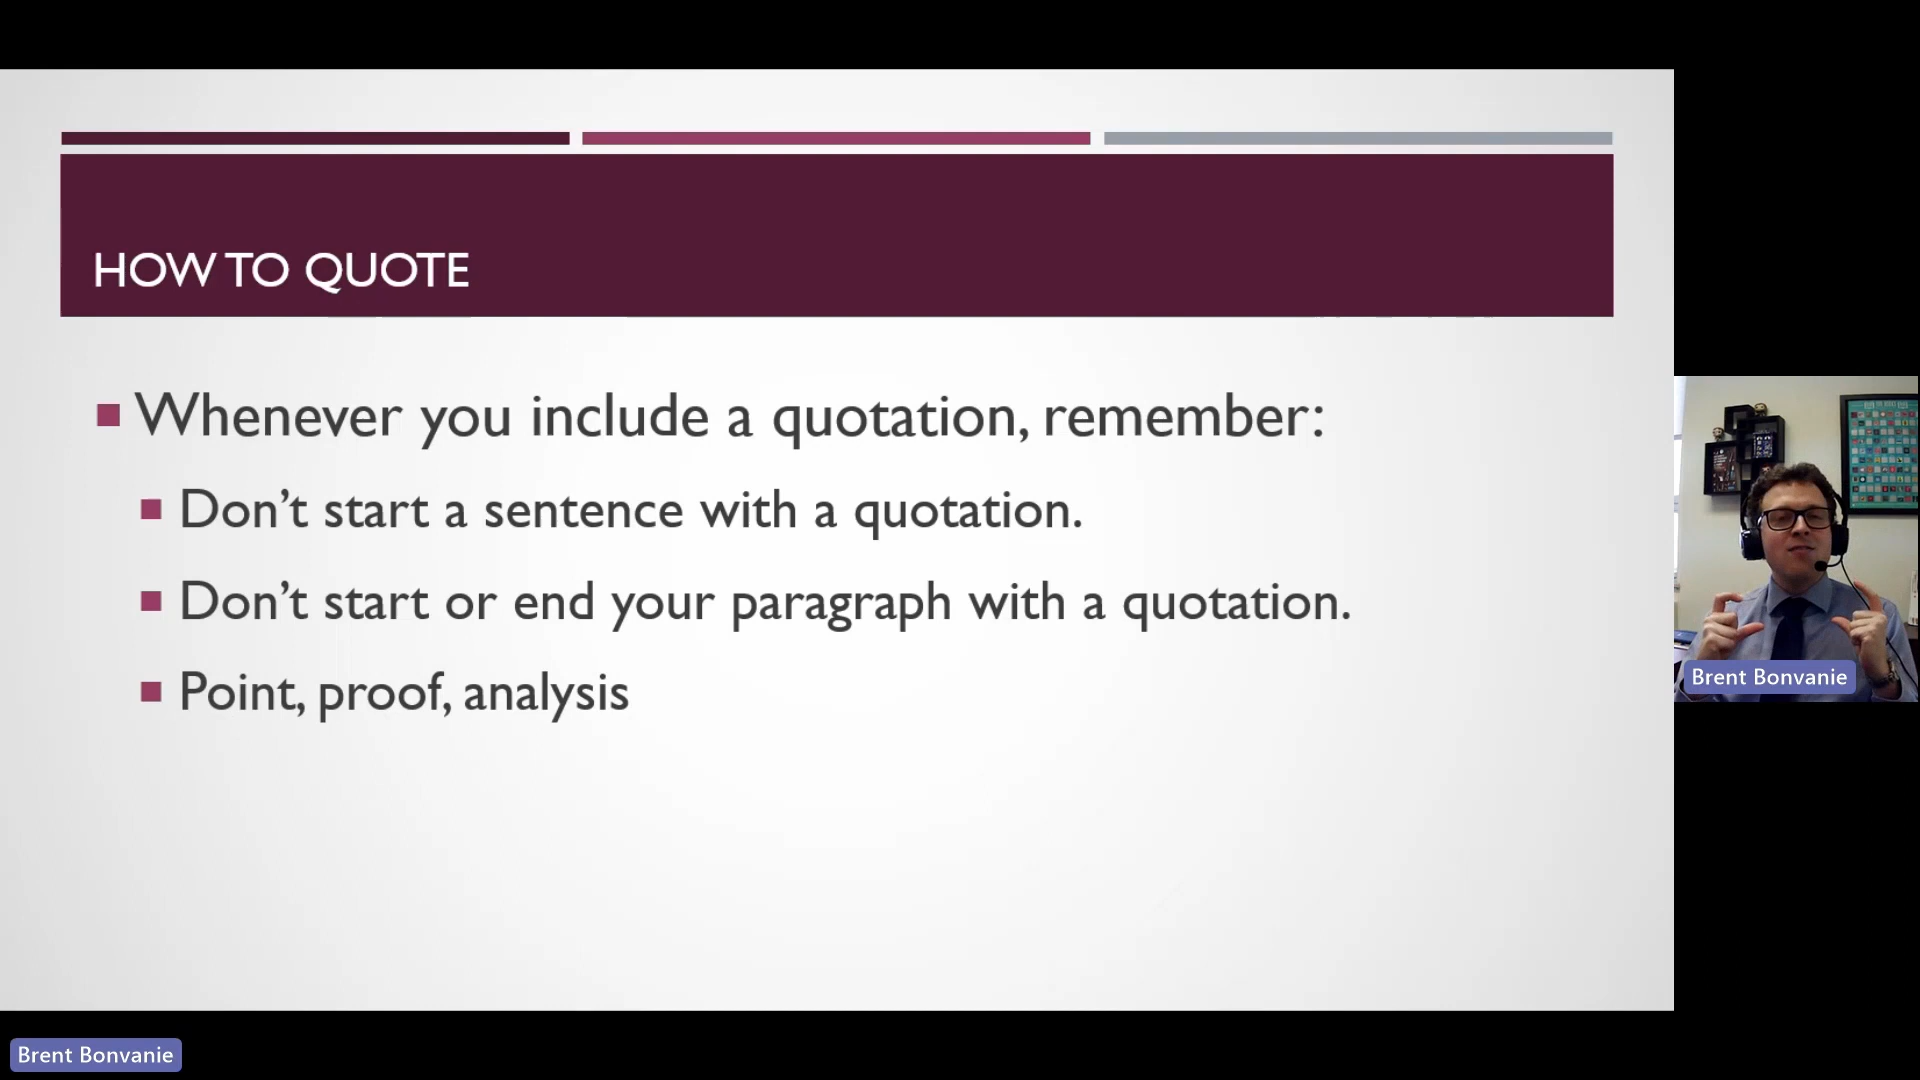 HOW TO QUOTE
Whenever you include a quotation, remember:
Don't start a sentence with a quotation.
Don't start or end your paragraph with a quotation.
Point, proof, analysis
Brent Bonvanie
Brent Bonvanie